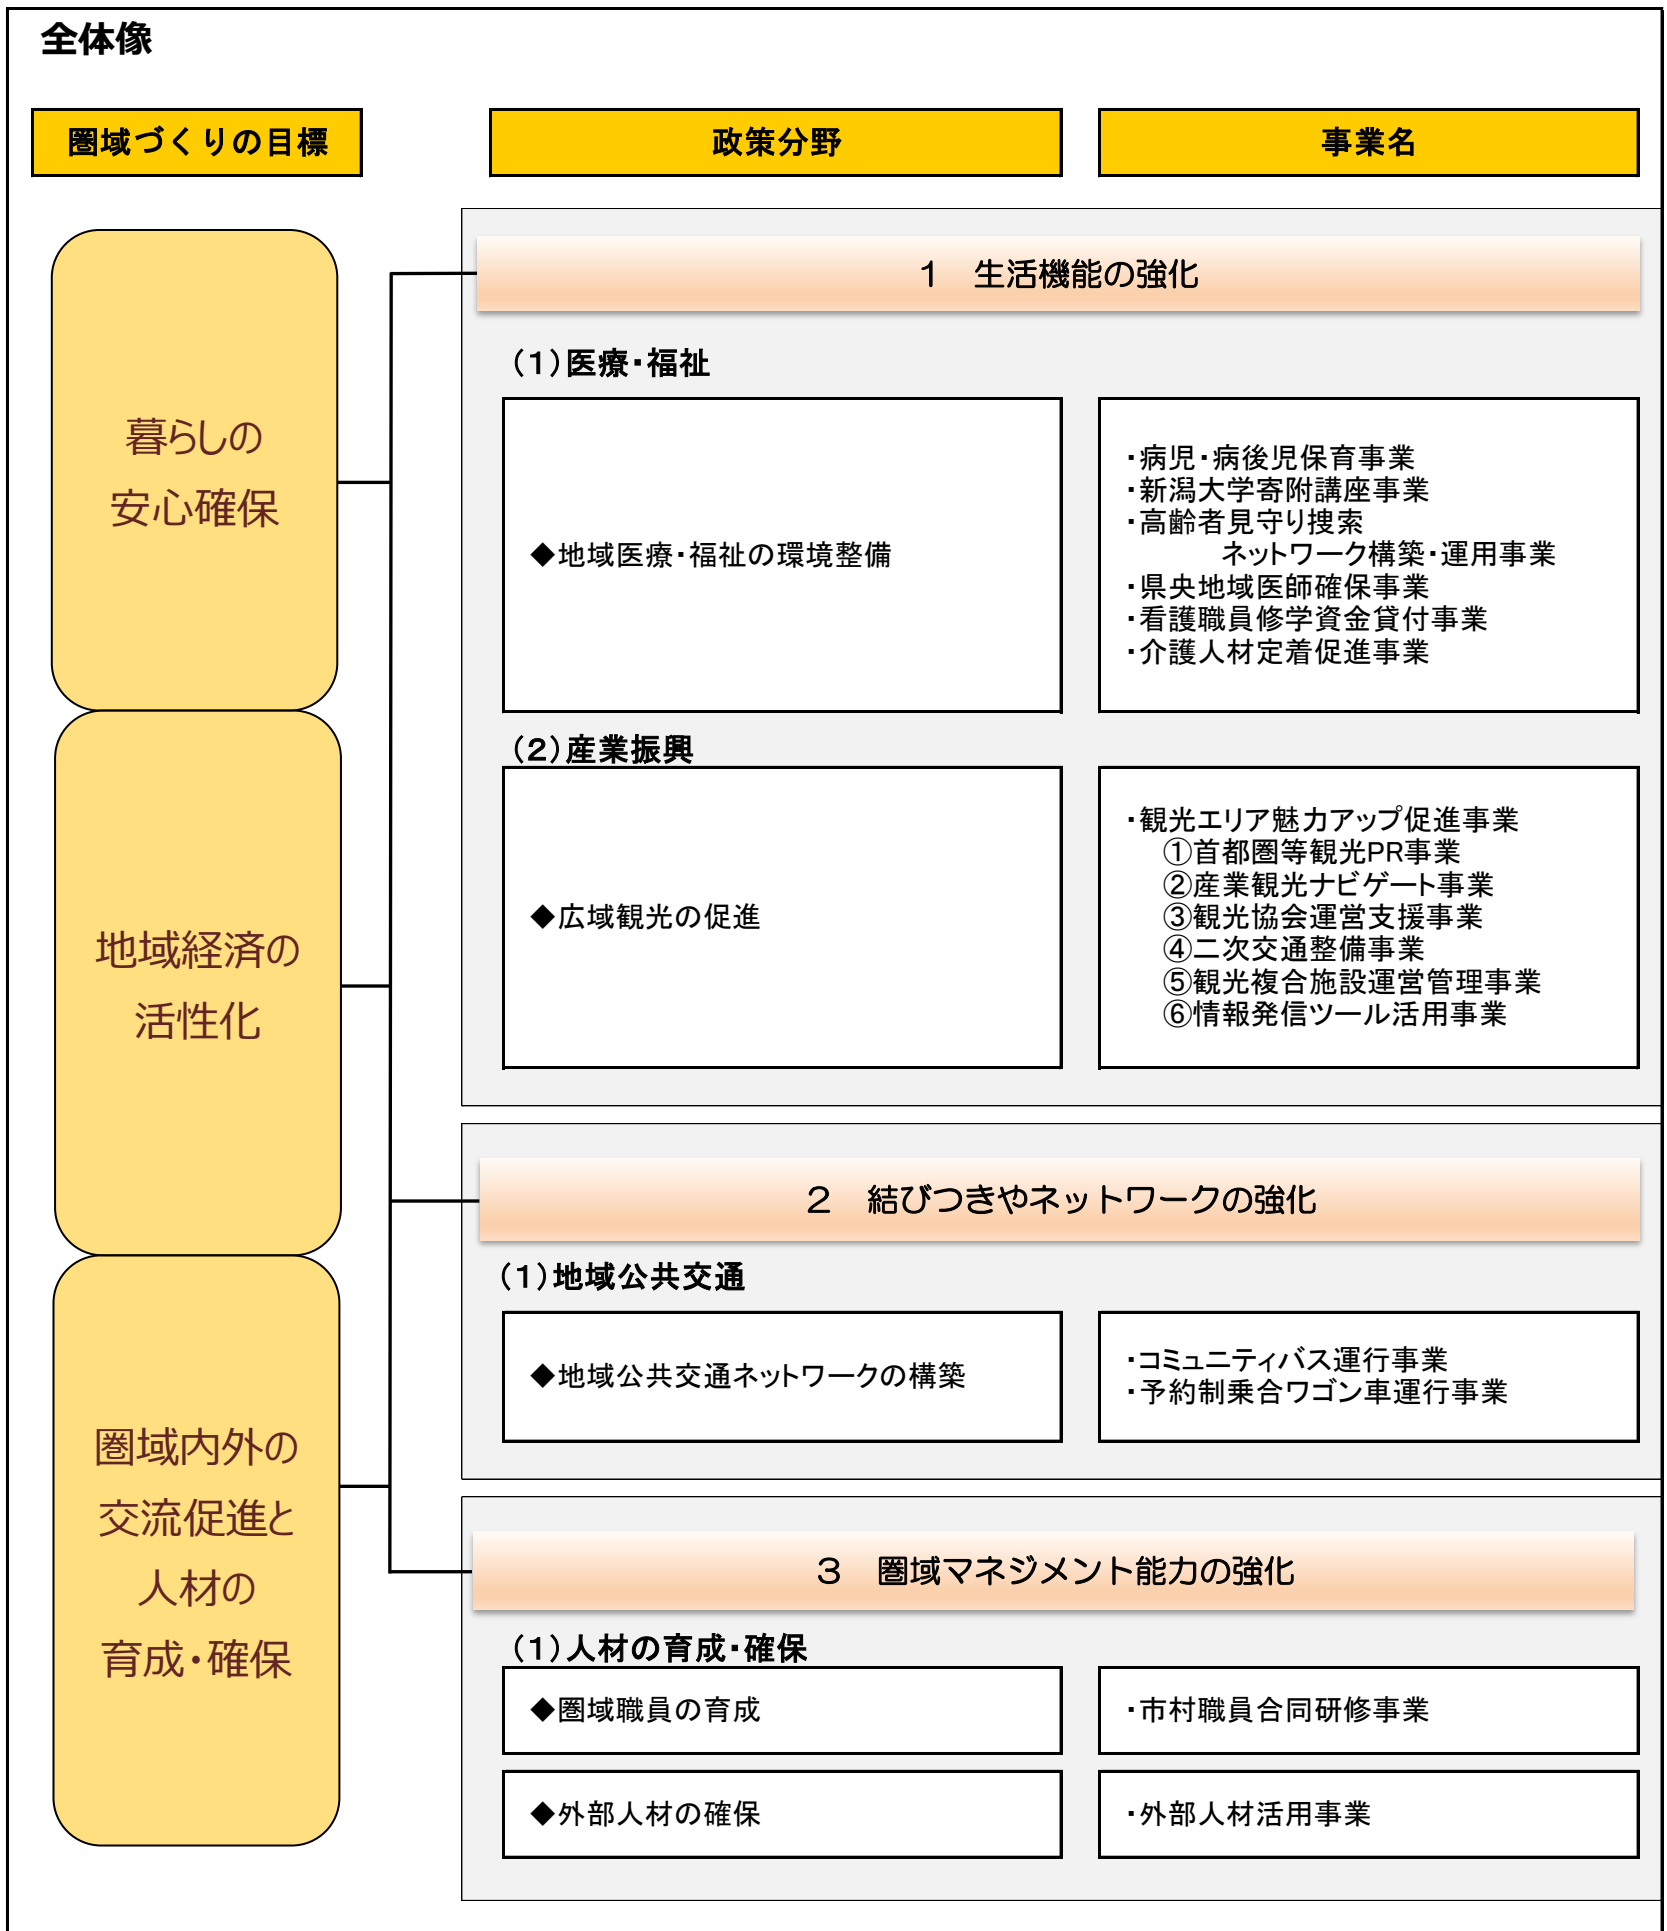 全体像
圏域づくりの目標
政策分野
事業名
暮らしの
安心確保
地域経済の
活性化
圏域内外の
交流促進と
人材の
育成・確保
１　生活機能の強化
（１）医療・福祉
◆地域医療・福祉の環境整備
・病児・病後児保育事業
・新潟大学寄附講座事業
・高齢者見守り捜索
ネットワーク構築・運用事業
・県央地域医師確保事業
・看護職員修学資金貸付事業
・介護人材定着促進事業
（２）産業振興
◆広域観光の促進
・観光エリア魅力アップ促進事業
①首都圏等観光PR事業
②産業観光ナビゲート事業
③観光協会運営支援事業
④二次交通整備事業
⑤観光複合施設運営管理事業
⑥情報発信ツール活用事業
２　結びつきやネットワークの強化
（１）地域公共交通
◆地域公共交通ネットワークの構築
・コミュニティバス運行事業
・予約制乗合ワゴン車運行事業
３　圏域マネジメント能力の強化
（１）人材の育成・確保
◆圏域職員の育成
・市村職員合同研修事業
◆外部人材の確保
・外部人材活用事業